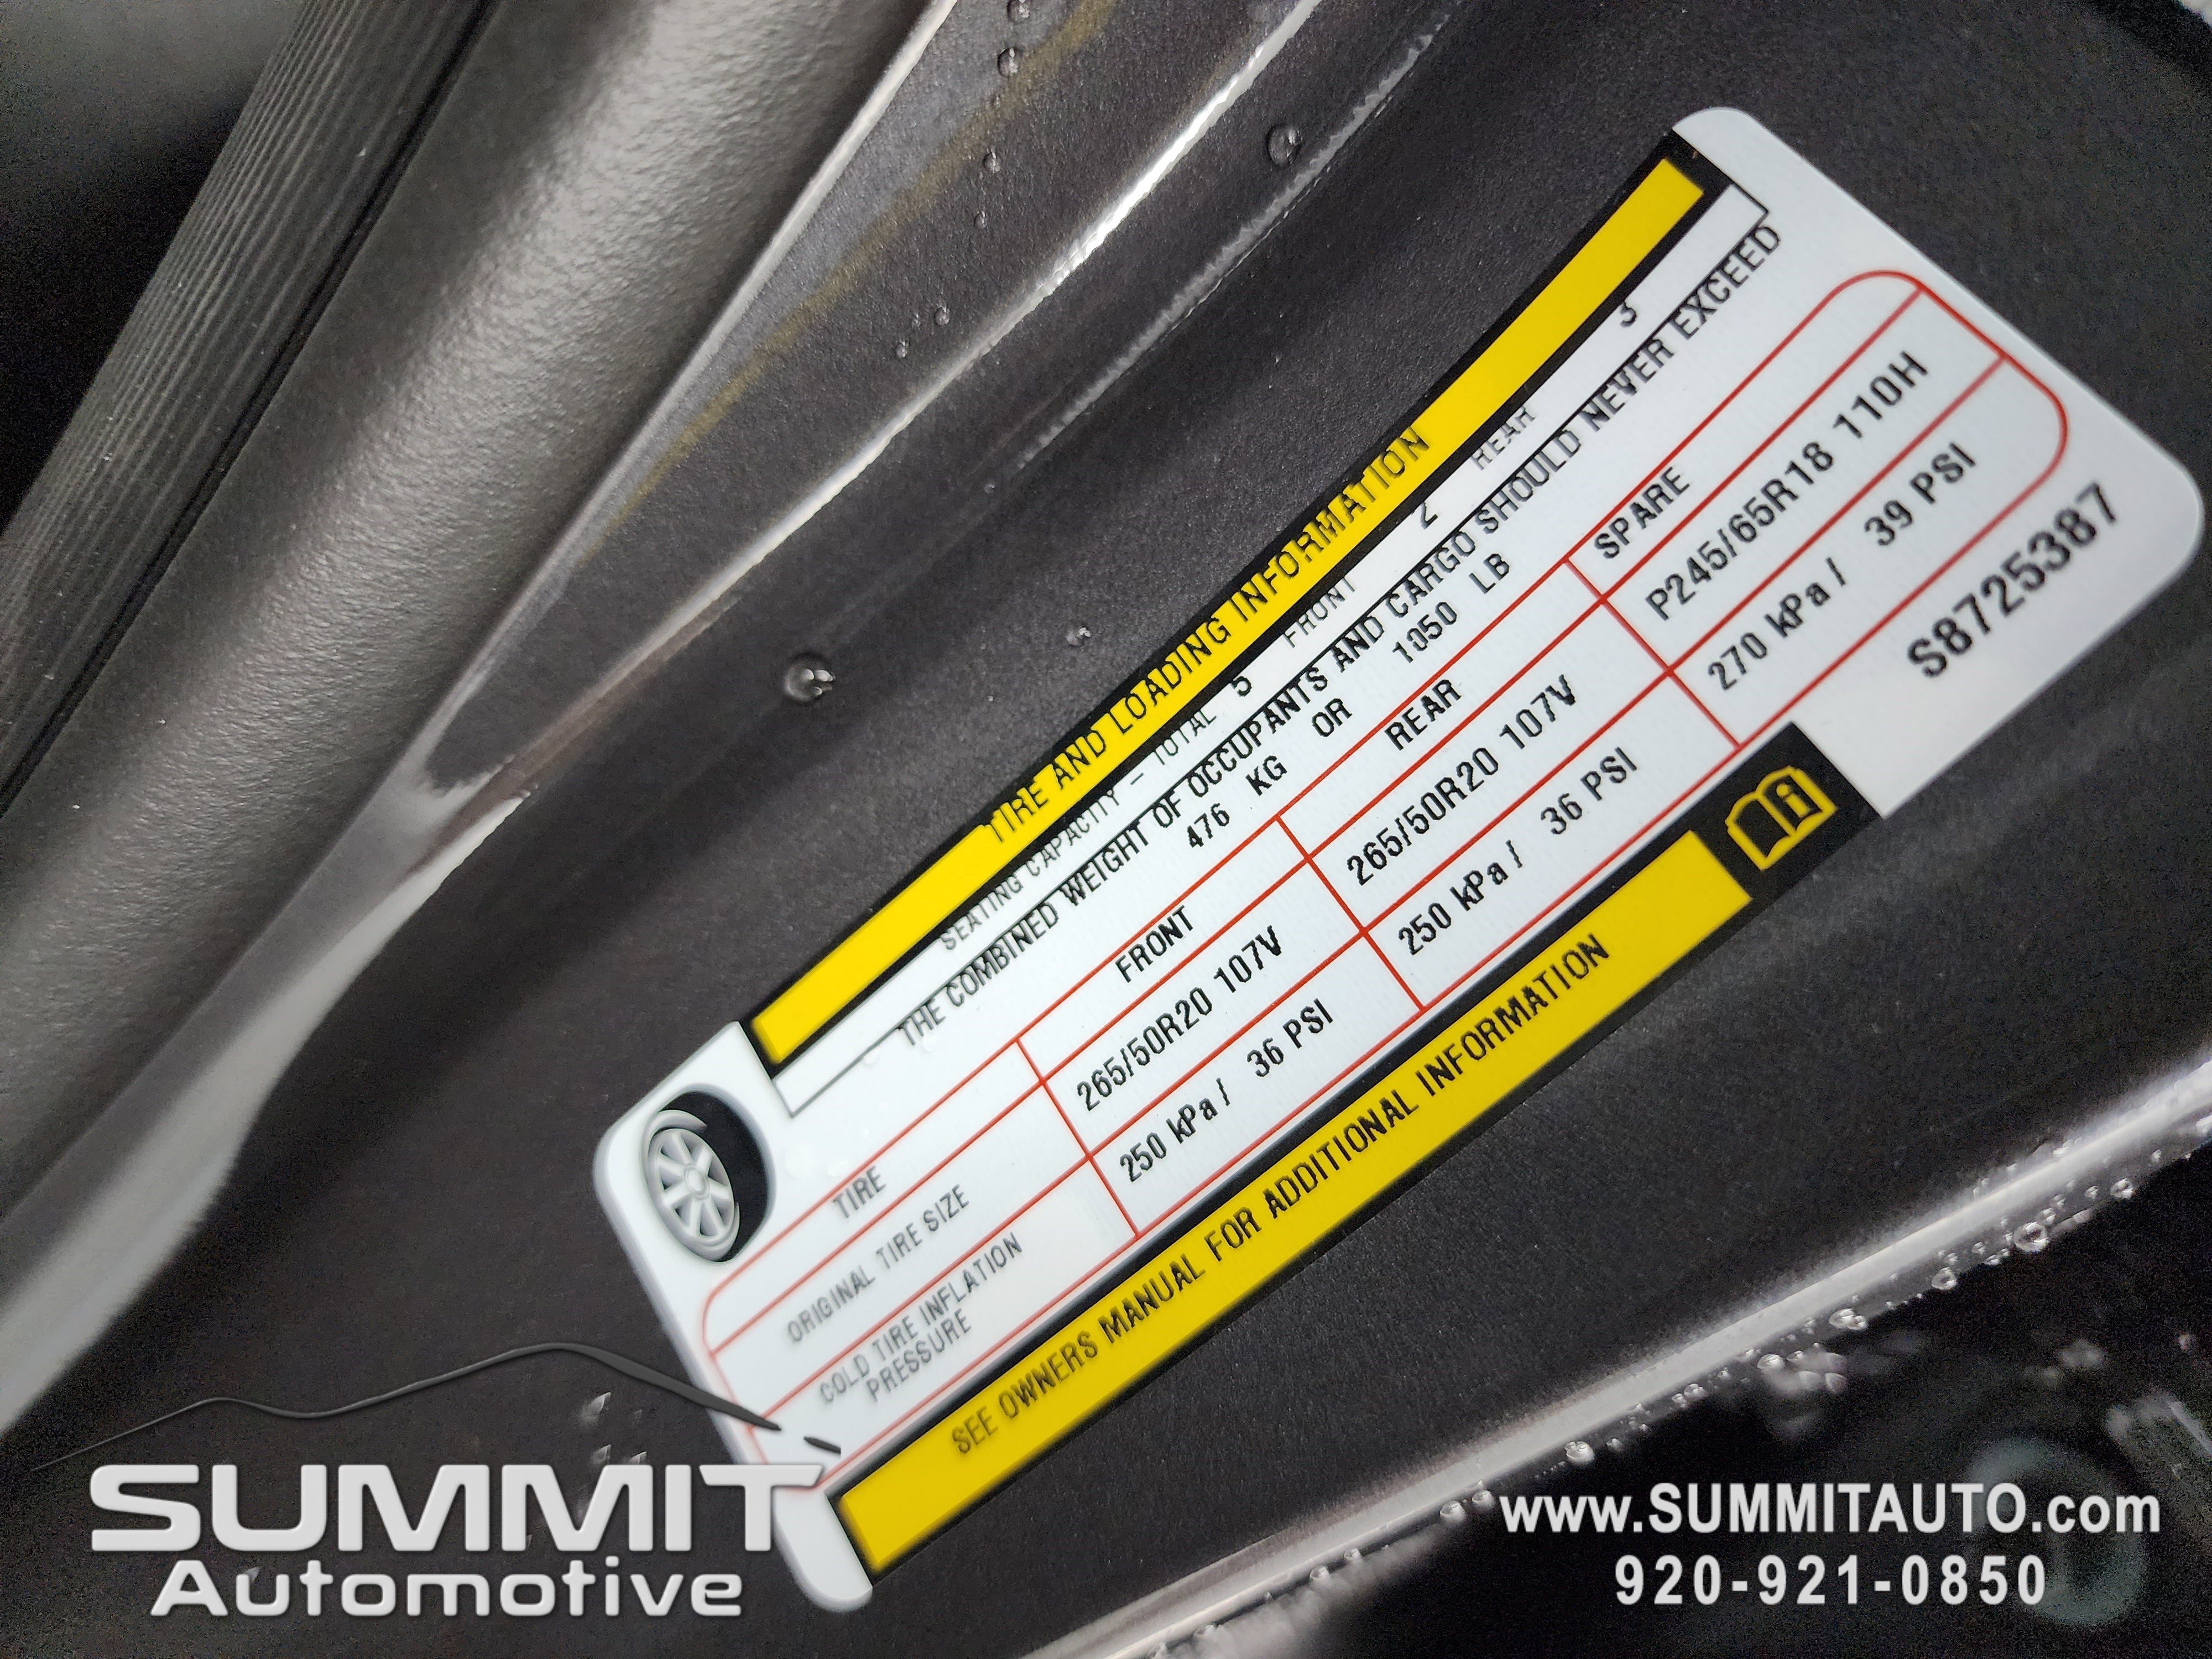 TIRE AND LOADING INFORMATION
SEATING CAPACITY – TOTAL 5 FRONT 2 REAR 3
THE COMBINED WEIGHT OF OCCUPANTS AND CARGO SHOULD NEVER EXCEED
476 KG OR 1050 LB
TIRE FRONT REAR SPARE
ORIGINAL TIRE SIZE 265/50R20 107V 265/50R20 107V P245/65R18 110H
COLD TIRE INFLATION
PRESSURE 250 kPa / 36 PSI 250 kPa / 36 PSI 270 kPa / 39 PSI
SEE OWNERS MANUAL FOR ADDITIONAL INFORMATION
S8725387
SUMMIT
Automotive
www.SUMMITAUTO.com
920-921-0850